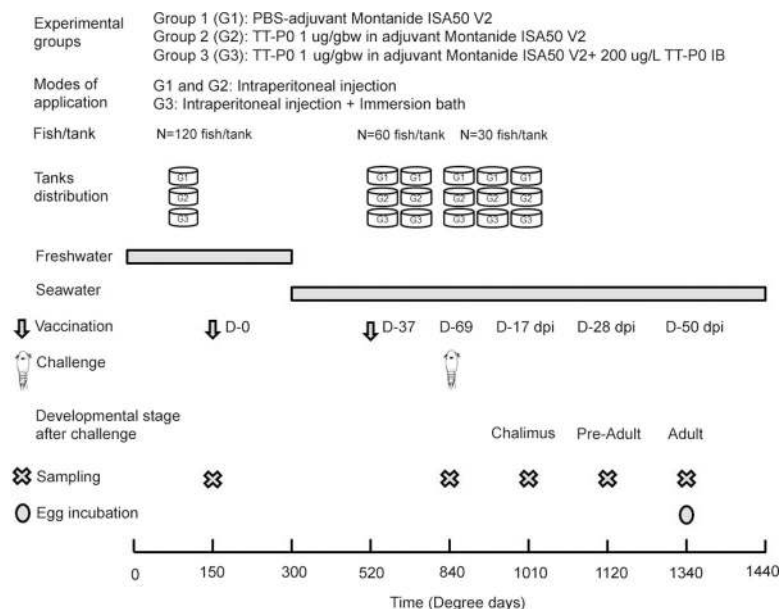 Experimental groups
Group 1 (G1): PBS-adjuvant Montanide ISA50 V2
Group 2 (G2): TT-P0 1 ug/gbw in adjuvant Montanide ISA50 V2
Group 3 (G3): TT-P0 1 ug/gbw in adjuvant Montanide ISA50 V2+ 200 ug/L TT-P0 IB
Modes of application
G1 and G2: Intraperitoneal injection
G3: Intraperitoneal injection + Immersion bath
Fish/tank N=120 fish/tank N=60 fish/tank N=30 fish/tank
Tanks distribution
G1 G1 G1 G1 G1 G1
G2 G2 G2 G2 G2 G2
G3 G3 G3 G3 G3 G3
Freshwater
Seawater
Vaccination D-0 D-37 D-69 D-17 dpi D-28 dpi D-50 dpi
Challenge
Developmental stage after challenge
Chalimus Pre-Adult Adult
Sampling
Egg incubation
0 150 300 520 840 1010 1120 1340 1440
Time (Degree days)